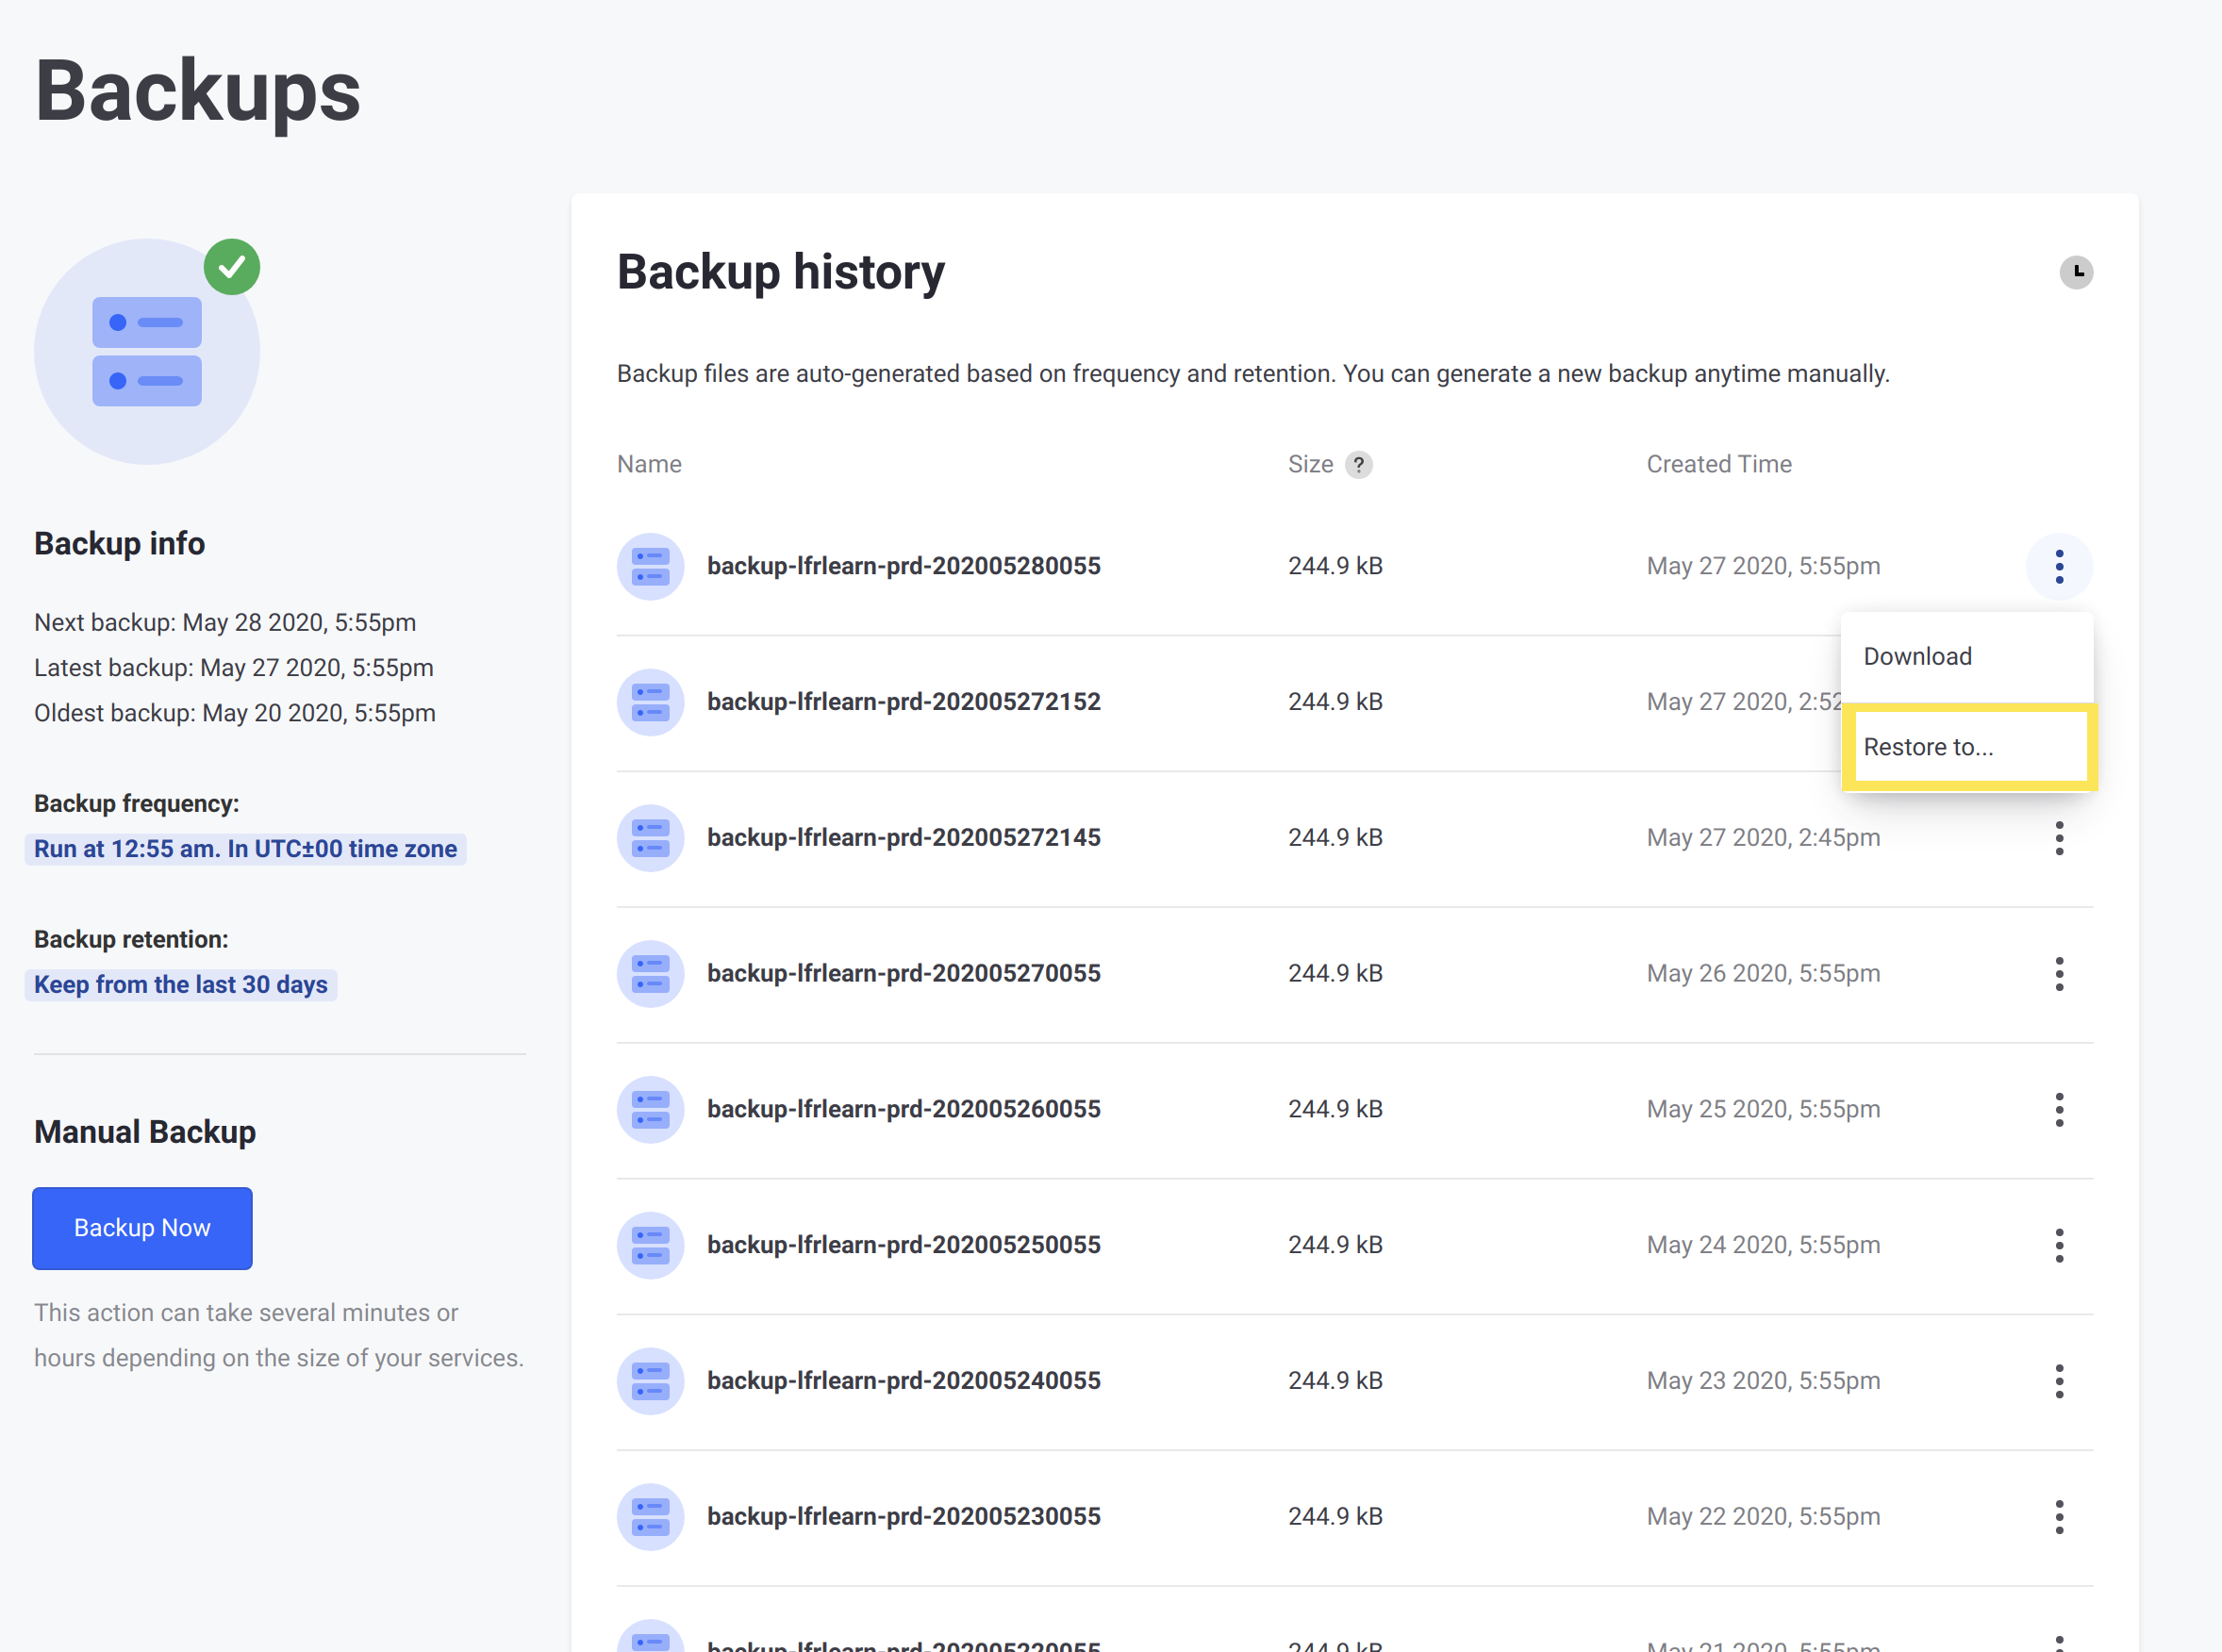 Backups
Backup info
Next backup: May 28 2020, 5:55pm
Latest backup: May 27 2020, 5:55pm
Oldest backup: May 20 2020, 5:55pm
Backup frequency:
Run at 12:55 am. In UTC±00 time zone
Backup retention:
Keep from the last 30 days
Manual Backup
Backup Now
This action can take several minutes or
hours depending on the size of your services.
Backup history
Backup files are auto-generated based on frequency and retention. You can generate a new backup anytime manually.
Name Size ? Created Time
backup-lfrlearn-prd-202005280055 244.9 kB May 27 2020, 5:55pm
Download
backup-lfrlearn-prd-202005272152 244.9 kB May 27 2020, 2:52
Restore to...
backup-lfrlearn-prd-202005272145 244.9 kB May 27 2020, 2:45pm
backup-lfrlearn-prd-202005270055 244.9 kB May 26 2020, 5:55pm
backup-lfrlearn-prd-202005260055 244.9 kB May 25 2020, 5:55pm
backup-lfrlearn-prd-202005250055 244.9 kB May 24 2020, 5:55pm
backup-lfrlearn-prd-202005240055 244.9 kB May 23 2020, 5:55pm
backup-lfrlearn-prd-202005230055 244.9 kB May 22 2020, 5:55pm
backup-lfrlearn-prd-202005220055 244.9 kB May 21 2020, 5:55pm